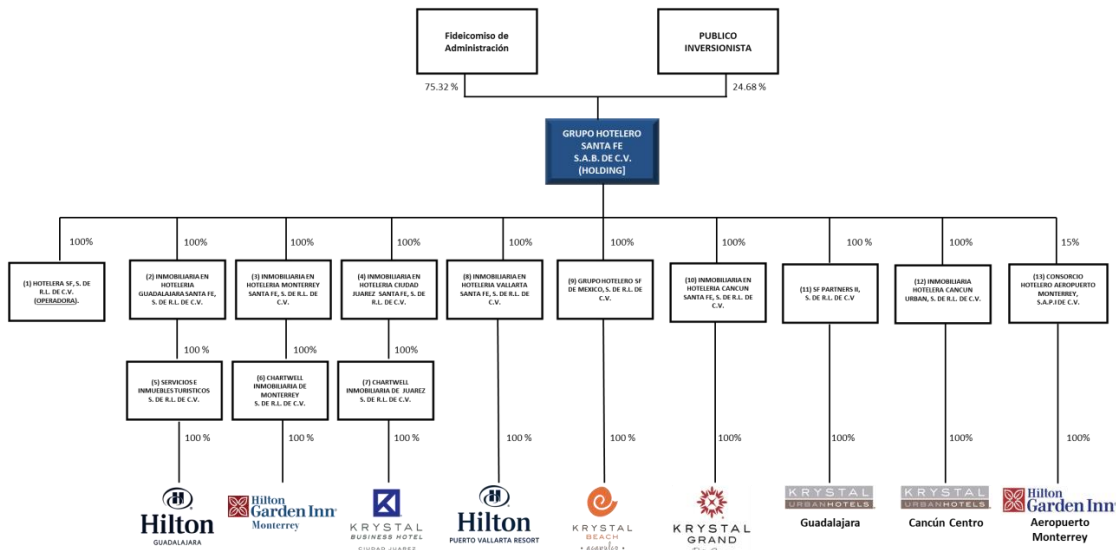 Fideicomiso de
Administración
PUBLICO
INVERSIONISTA
75.32 %
24.68 %
GRUPO HOTELERO
SANTA FE
S.A.B. DE C.V.
(HOLDING]
100%
100%
100%
100%
100%
100%
100%
100 %
100%
15%
(1) HOTELERA SF, S. DE
R.L. DE C.V.
(OPERADORA).
(2) INMOBILIARIA EN
HOTELERIA
GUADALAJARA SANTA FE,
S. DE R.L. DE C.V.
(3) INMOBILIARIA EN
HOTELERIA MONTERREY
SANTA FE, S. DE R.L. DE
C.V.
(4) INMOBILIARIA EN
HOTELERIA CIUDAD
JUAREZ SANTA FE, S. DE
R.L. DE C.V.
(8) INMOBILIARIA EN
HOTELERIA VALLARTA
SANTA FE, S. DE R.L. DE
C.V.
(9) GRUPO HOTELERO SF
DE MEXICO, S. DE R.L. DE
C.V.
(10) INMOBILIARIA EN
HOTELERIA CANCUN
SANTA FE, S. DE R.L. DE
C.V.
(11) SF PARTNERS II,
S. DE R.L. DE C.V
(12) INMOBILIARIA
HOTELERA CANCUN
URBAN, S. DE R.L. DE C.V.
(13) CONSORCIO
HOTELERO AEROPUERTO
MONTERREY,
S.A.P.I DE C.V.
100 %
100 %
100 %
(5) SERVICIOS E
INMUEBLES TURISTICOS
S. DE R.L. DE C.V.
(6) CHARTWELL
INMOBILIARIA DE
MONTERREY
S. DE R.L. DE C.V.
(7) CHARTWELL
INMOBILIARIA DE JUAREZ
S. DE R.L. DE C.V.
100 %
100 %
100 %
100 %
100 %
100 %
100%
100%
100%
Hilton
GUADALAJARA
Hilton
Garden Inn
Monterrey
KRYSTAL
BUSINESS HOTEL
CIUDAD JUAREZ
Hilton
PUERTO VALLARTA RESORT
KRYSTAL
BEACH
acapulco
KRYSTAL
GRAND
KRYSTAL
URBANHOTELS
Guadalajara
KRYSTAL
URBANHOTELS
Cancún Centro
Hilton
Garden Inn
Aeropuerto
Monterrey